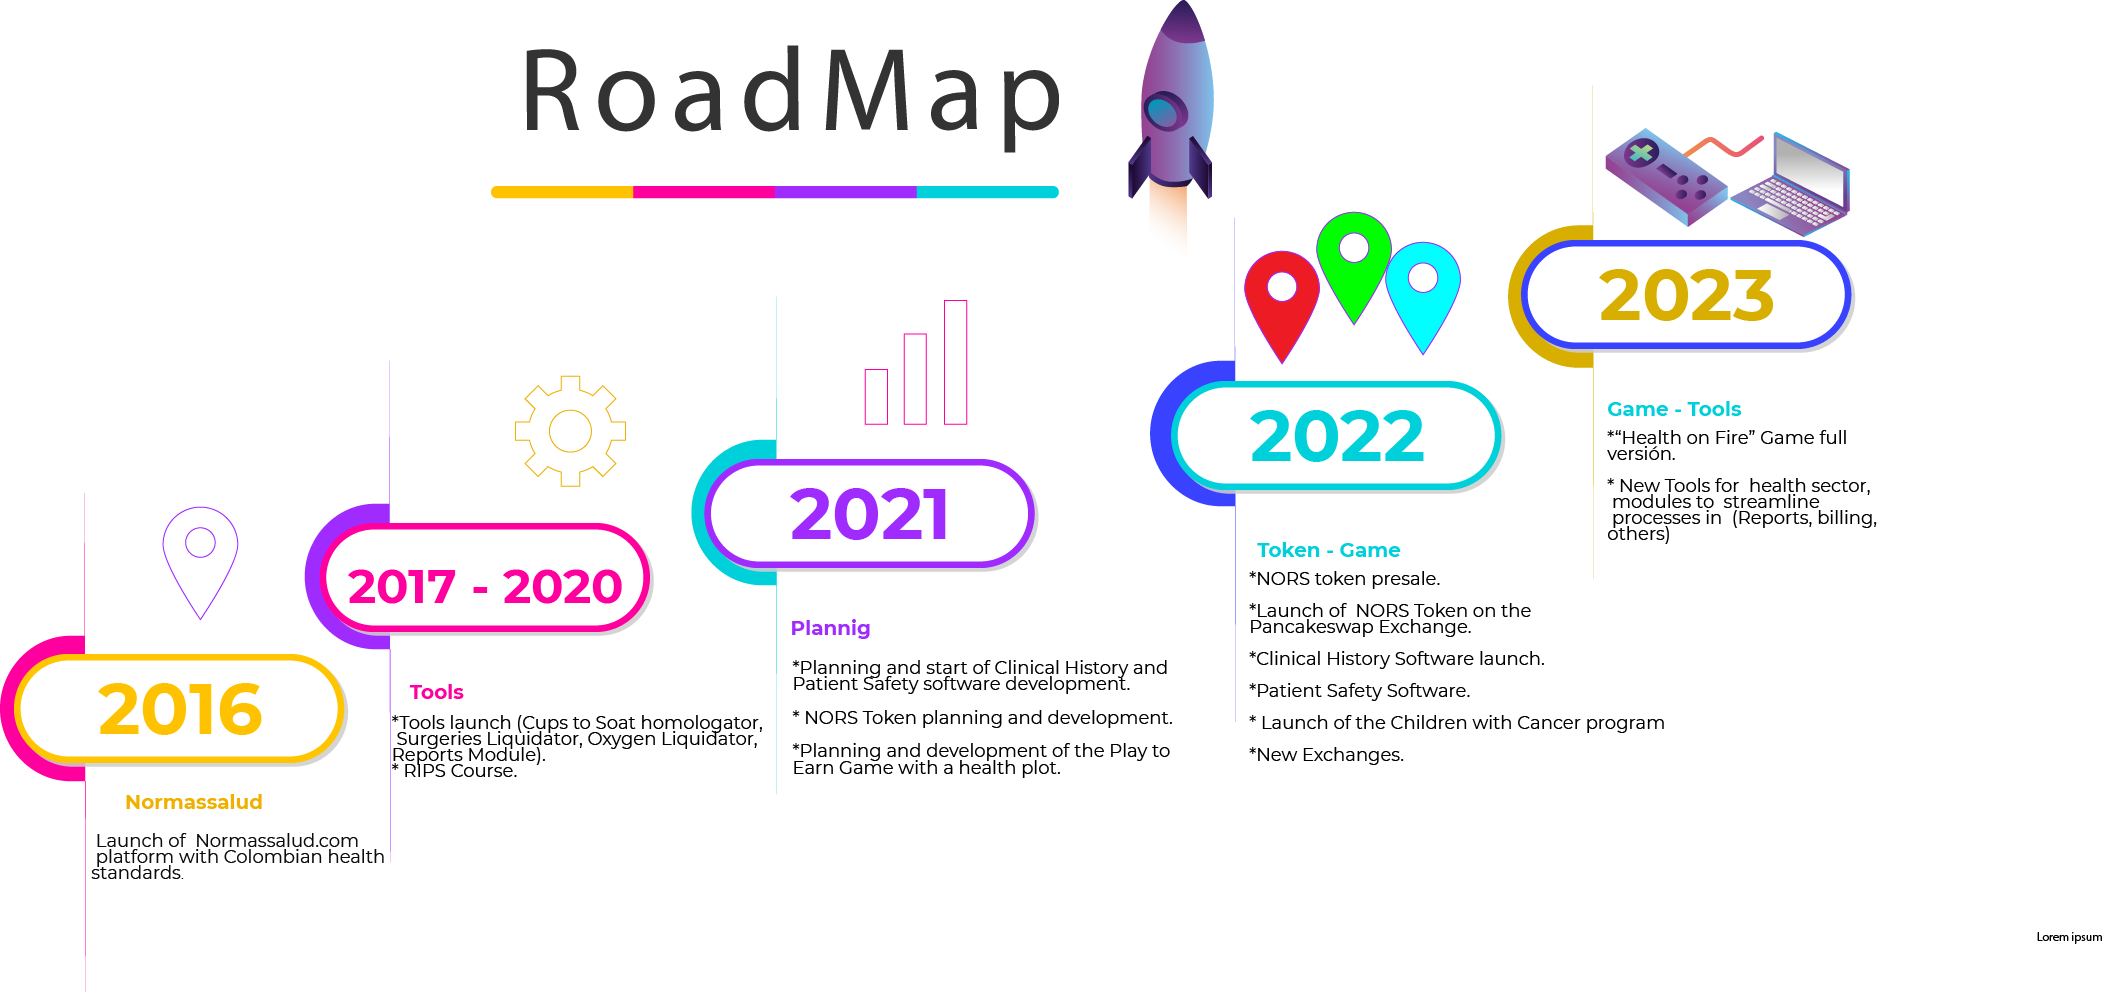 RoadMap
2016
Normassalud
Launch of Normassalud.com
platform with Colombian health
standards.
2017 - 2020
Tools
*Tools launch (Cups to Soat homologator,
Surgeries Liquidator, Oxygen Liquidator,
Reports Module).
* RIPS Course.
2021
Plannig
*Planning and start of Clinical History and
Patient Safety software development.
* NORS Token planning and development.
*Planning and development of the Play to
Earn Game with a health plot.
2022
Token - Game
*NORS token presale.
*Launch of NORS Token on the
Pancakeswap Exchange.
*Clinical History Software launch.
*Patient Safety Software.
* Launch of the Children with Cancer program
*New Exchanges.
2023
Game - Tools
*“Health on Fire” Game full
versión.
* New Tools for health sector,
modules to streamline
processes in (Reports, billing,
others)
Lorem ipsum